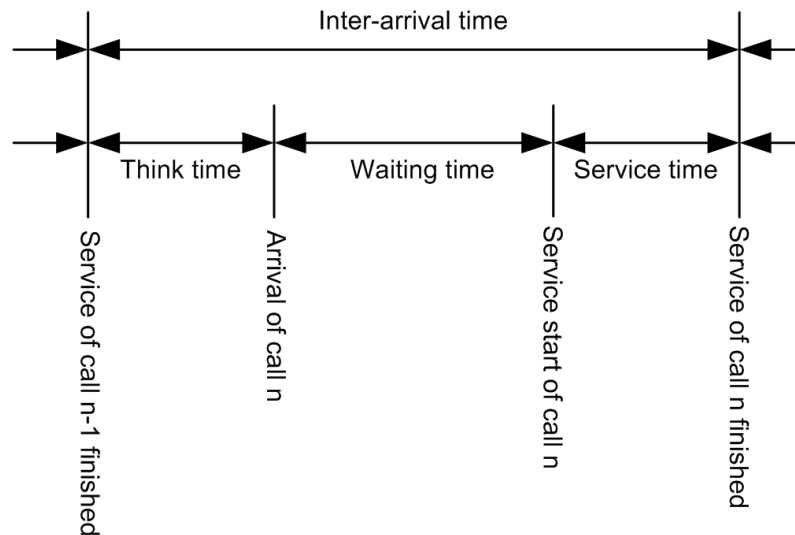 Inter-arrival time
Think time
Waiting time
Service time
Service of call n-1 finished
Arrival of call n
Service start of call n
Service of call n finished